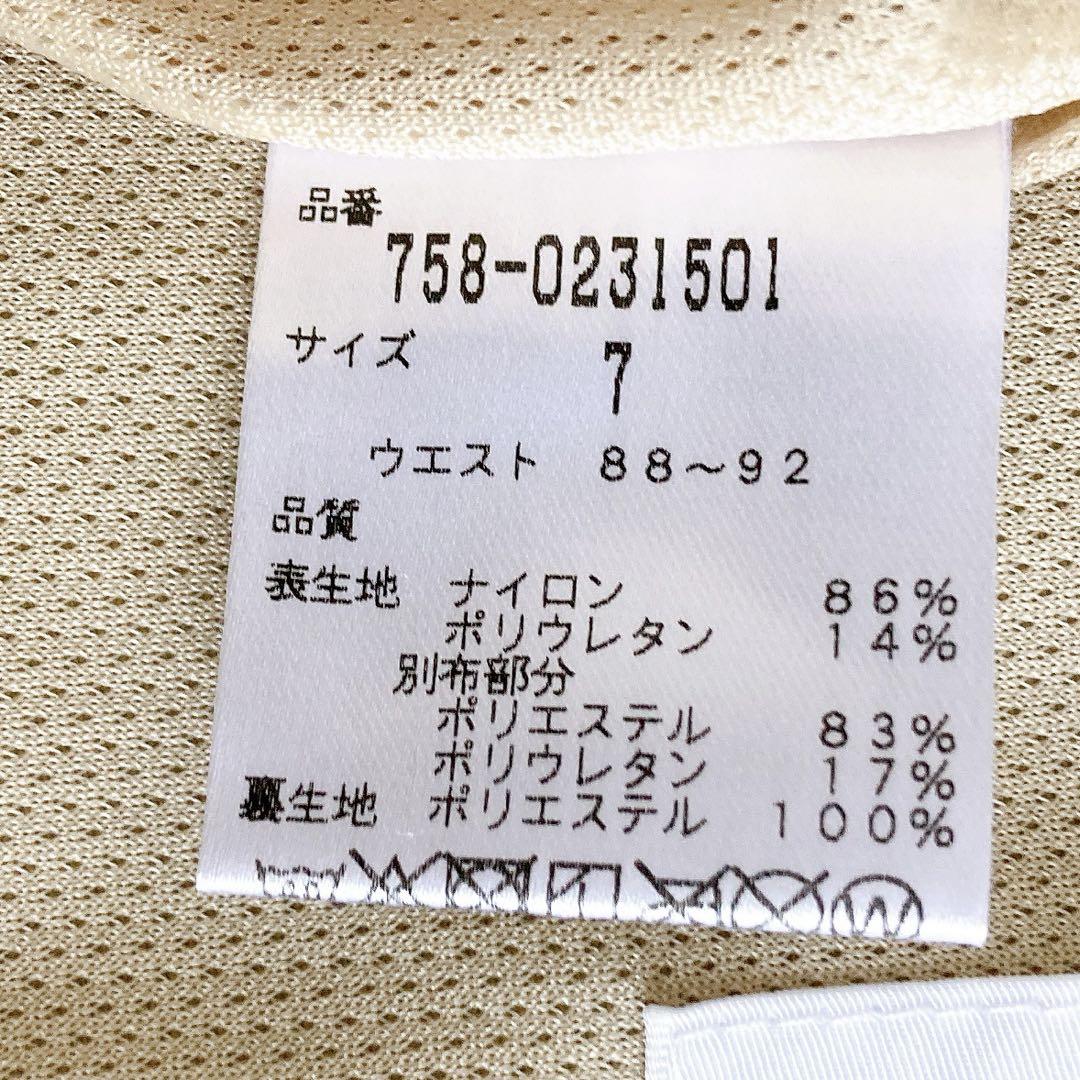 品番
758-0231501
サイズ 7
ウエスト 88～92
品質
表生地 ナイロン 86%
ポリウレタン 14%
別布部分
ポリエステル 83%
ポリウレタン 17%
裏生地 ポリエステル 100%
W